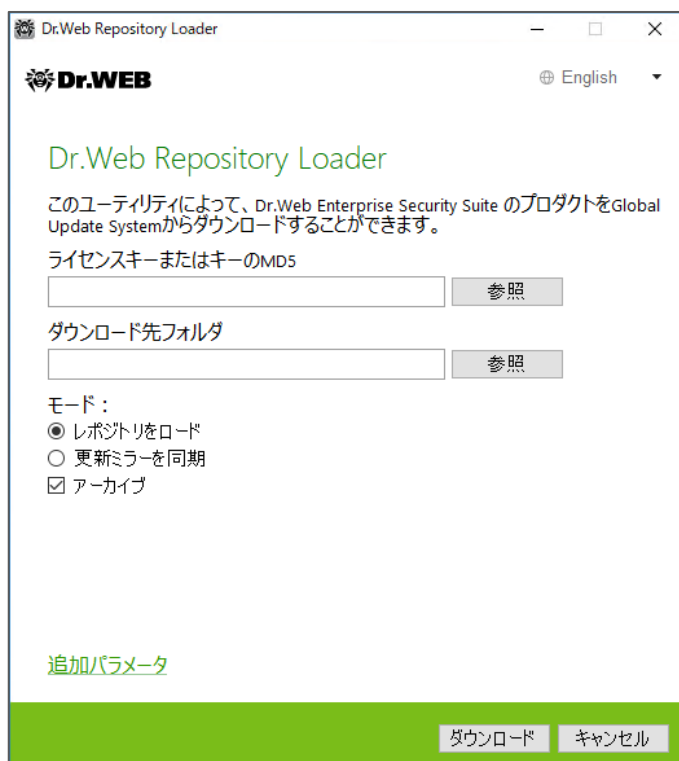 Dr.Web Repository Loader
Dr.WEB
English
Dr.Web Repository Loader
このユーティリティによって、Dr.Web Enterprise Security Suite のプロダクトをGlobal
Update Systemからダウンロードすることができます。
ライセンスキーまたはキーのMD5
参照
ダウンロード先フォルダ
参照
モード：
レポジトリをロード
更新ミラーを同期
アーカイブ
追加パラメータ
ダウンロード
キャンセル